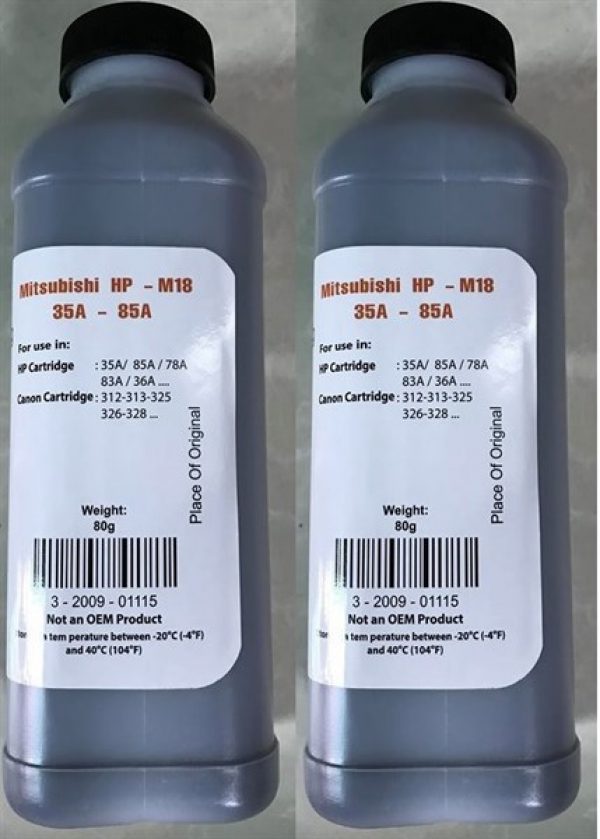 Mitsubishi HP - M18
35A - 85A
For use in:
HP Cartridge : 35A/ 85A / 78A
83A / 36A ....
Canon Cartridge : 312-313-325
326-328 ...
Place Of Original
Weight:
80g
3 - 2009 - 01115
Not an OEM Product
a tem perature between -20°C (-4°F)
and 40°C (104°F)
Mitsubishi HP - M18
35A - 85A
For use in:
HP Cartridge : 35A/ 85A / 78A
83A / 36A ....
Canon Cartridge : 312-313-325
326-328 ...
Place Of Original
Weight:
80g
3 - 2009 - 01115
Not an OEM Product
a tem perature between -20°C (-4°F)
and 40°C (104°F)